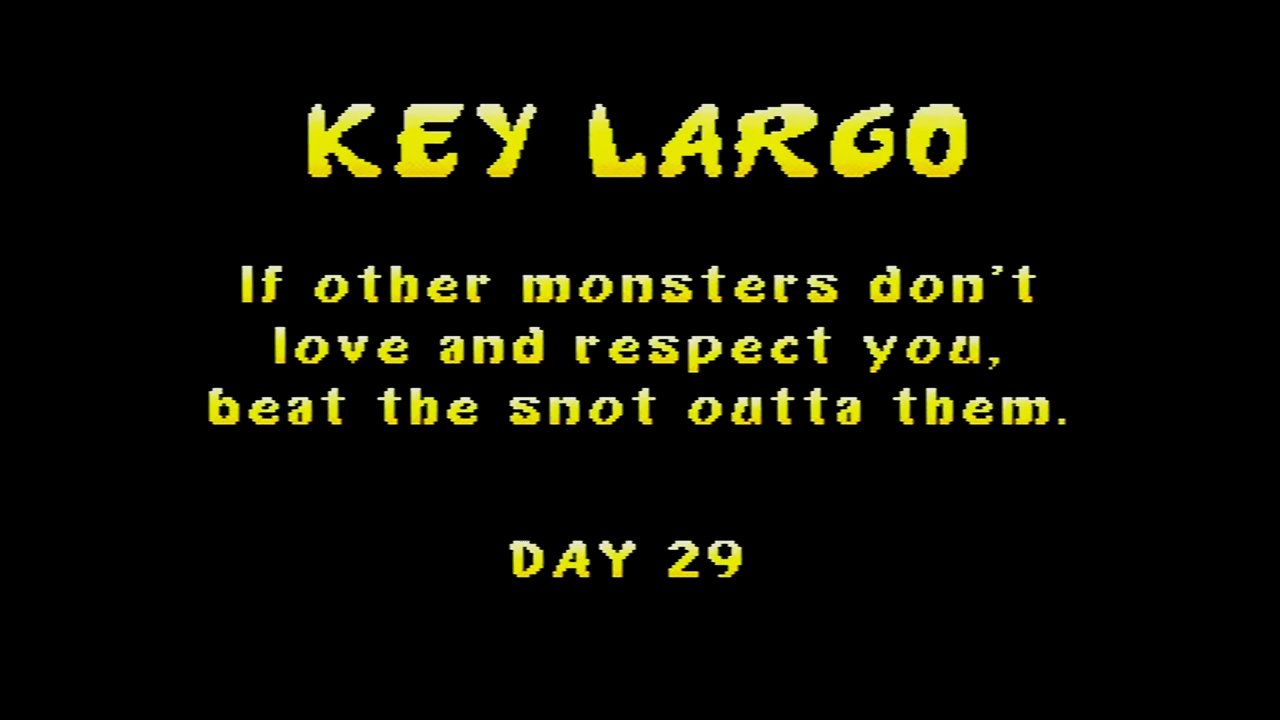 KEY LARGO
If other monsters don't
love and respect you,
beat the snot outta them.
DAY 29